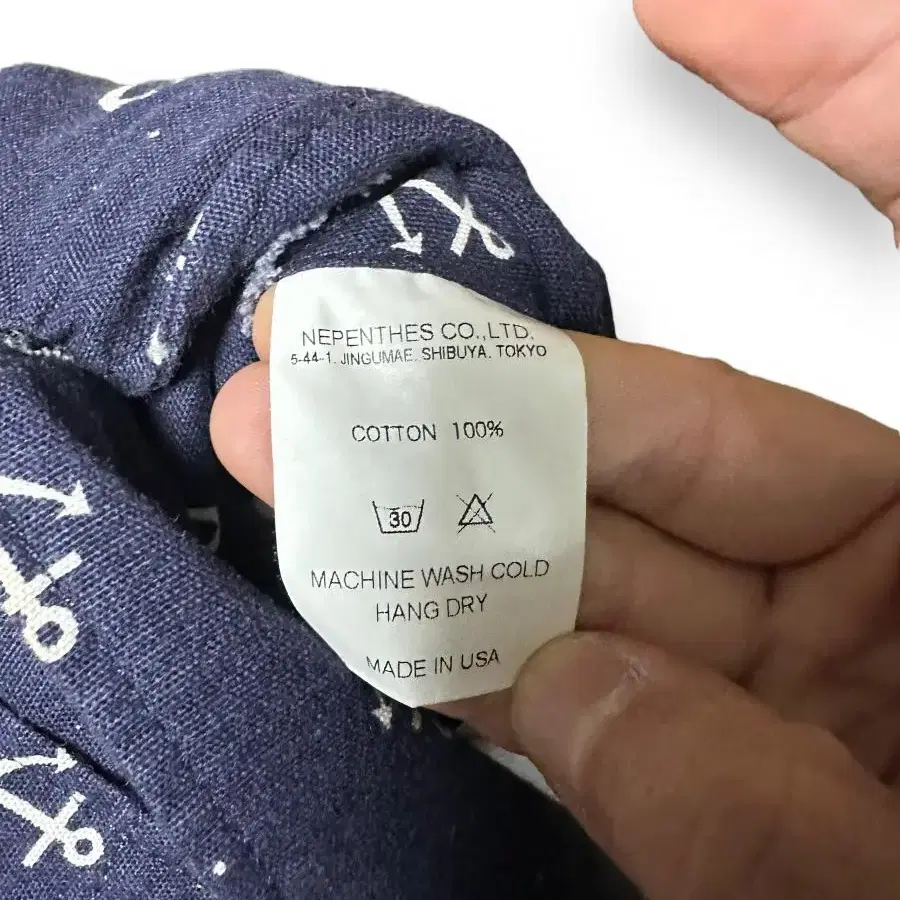 NEPENTHES CO.,LTD.
5-44-1. JINGUMAE. SHIBUYA. TOKYO
COTTON 100%
30
MACHINE WASH COLD
HANG DRY
MADE IN USA